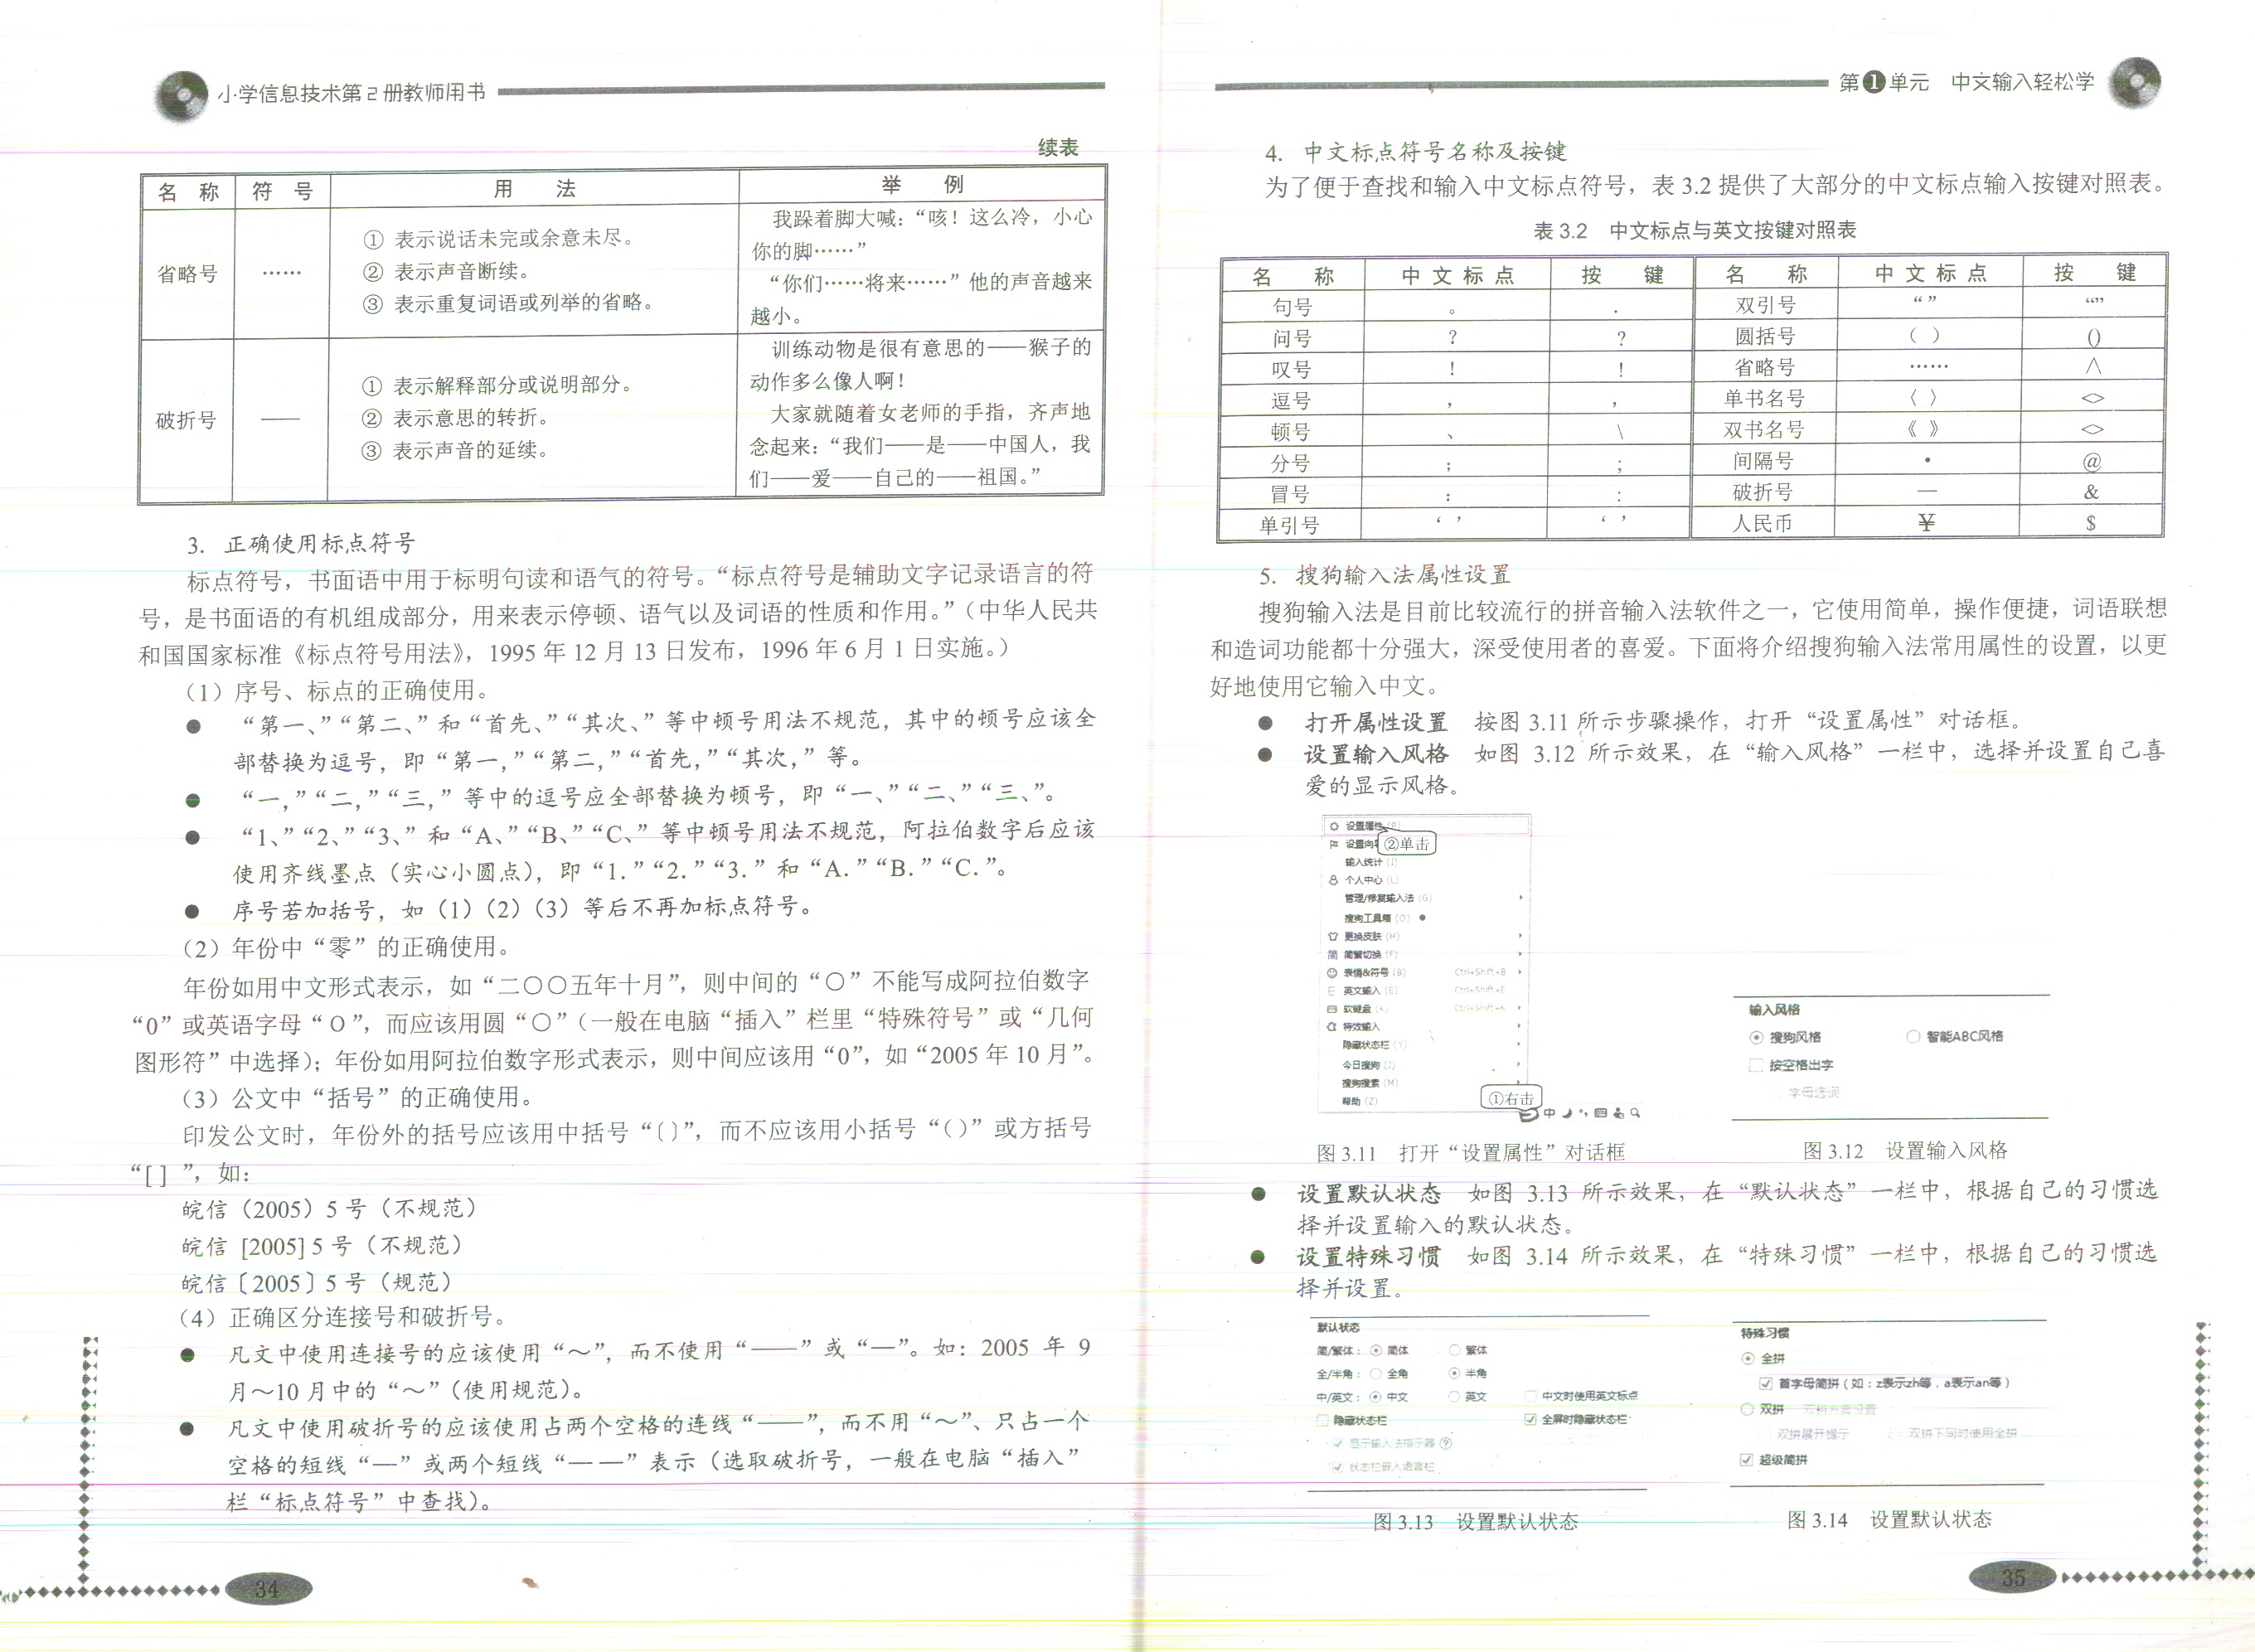 小学信息技术第2册教师用书
续表
名 称 符 号 用 法 举 例
省略号 …… ① 表示说话未完或余意未尽。
② 表示声音断续。
③ 表示重复词语或列举的省略。
我跺着脚大喊：“咳！这么冷，小心
你的脚……”
“你们……将来……”他的声音越来
越小。
破折号 —— ① 表示解释部分或说明部分。
② 表示意思的转折。
③ 表示声音的延续。
训练动物是很有意思的——猴子的
动作多么像人啊！
大家就随着女老师的手指，齐声地
念起来：“我们——是——中国人，我
们——爱——自己的——祖国。”
3. 正确使用标点符号
标点符号，书面语中用于标明句读和语气的符号。“标点符号是辅助文字记录语言的符
号，是书面语的有机组成部分，用来表示停顿、语气以及词语的性质和作用。”（中华人民共
和国国家标准《标点符号用法》，1995 年 12 月 13 日发布，1996 年 6 月 1 日实施。）
（1）序号、标点的正确使用。
● “第一、”“第二、”和“首先、”“其次、”等中顿号用法不规范，其中的顿号应该全
部替换为逗号，即“第一，”“第二，”“首先，”“其次，”等。
● “一，”“二，”“三，”等中的逗号应全部替换为顿号，即“一、”“二、”“三、”。
● “1、”“2、”“3、”和“A、”“B、”“C、”等中顿号用法不规范，阿拉伯数字后应该
使用齐线墨点（实心小圆点），即“1．”“2．”“3．”和“A．”“B．”“C．”。
● 序号若加括号，如（1）（2）（3）等后不再加标点符号。
（2）年份中“零”的正确使用。
年份如用中文形式表示，如“二〇〇五年十月”，则中间的“〇”不能写成阿拉伯数字
“0”或英语字母“O”，而应该用圆“〇”（一般在电脑“插入”栏里“特殊符号”或“几何
图形符”中选择）；年份如用阿拉伯数字形式表示，则中间应该用“0”，如“2005 年 10 月”。
（3）公文中“括号”的正确使用。
印发公文时，年份外的括号应该用中括号“〔〕”，而不应该用小括号“（）”或方括号
“[ ]”，如：
皖信（2005）5 号（不规范）
皖信 [2005] 5 号（不规范）
皖信〔2005〕5 号（规范）
（4）正确区分连接号和破折号。
● 凡文中使用连接号的应该使用“～”，而不使用“——”或“—”。如：2005 年 9
月～10 月中的“～”（使用规范）。
● 凡文中使用破折号的应该使用占两个空格的连线“——”，而不用“～”、只占一个
空格的短线“—”或两个短线“— —”表示（选取破折号，一般在电脑“插入”
栏“标点符号”中查找）。
34
第1单元 中文输入轻松学
4. 中文标点符号名称及按键
为了便于查找和输入中文标点符号，表 3.2 提供了大部分的中文标点输入按键对照表。
表 3.2 中文标点与英文按键对照表
名 称 中 文 标 点 按 键 名 称 中 文 标 点 按 键
句号 。 . 双引号 “ ” “”
问号 ？ ? 圆括号 （ ） ()
叹号 ！ ! 省略号 …… ∧
逗号 ， , 单书名号 〈 〉 <>
顿号 、 \ 双书名号 《 》 <>
分号 ； ; 间隔号 · @
冒号 ： : 破折号 — &
单引号 ‘ ’ ‘ ’ 人民币 ￥ $
5. 搜狗输入法属性设置
搜狗输入法是目前比较流行的拼音输入法软件之一，它使用简单，操作便捷，词语联想
和造词功能都十分强大，深受使用者的喜爱。下面将介绍搜狗输入法常用属性的设置，以更
好地使用它输入中文。
● 打开属性设置 按图 3.11 所示步骤操作，打开“设置属性”对话框。
● 设置输入风格 如图 3.12 所示效果，在“输入风格”一栏中，选择并设置自己喜
爱的显示风格。
设置属性
设置向 ②单击
输入统计 (I)
个人中心 (L)
管理/修复输入法 (G)
搜狗工具箱 (O)
更换皮肤 (H)
简繁切换 (F)
表情&符号 (B) Ctrl+Shift+B
英文输入 (E) Ctrl+Shift+E
软键盘 (K) Ctrl+Shift+K
特效输入
隐藏状态栏 (Y)
今日搜狗 (J)
搜狗搜索 (M)
帮助 (Z) ①右击
中
图 3.11 打开“设置属性”对话框
输入风格
搜狗风格 智能ABC风格
按空格出字
字母选词
图 3.12 设置输入风格
● 设置默认状态 如图 3.13 所示效果，在“默认状态”一栏中，根据自己的习惯选
择并设置输入的默认状态。
● 设置特殊习惯 如图 3.14 所示效果，在“特殊习惯”一栏中，根据自己的习惯选
择并设置。
默认状态
简/繁体： 简体 繁体
全/半角： 全角 半角
中/英文： 中文 英文 中文时使用英文标点
隐藏状态栏 全屏时隐藏状态栏
显示输入法指示器
状态栏嵌入语言栏
图 3.13 设置默认状态
特殊习惯
全拼
首字母简拼（如：z表示zh等，a表示an等）
双拼 双拼方案设置
双拼展开提示 双拼下同时使用全拼
超级简拼
图 3.14 设置默认状态
35